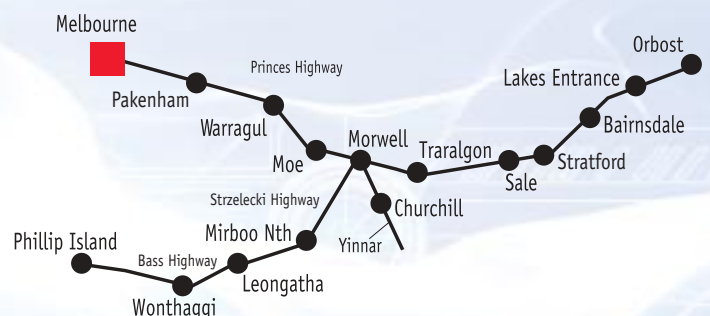 Melbourne
Orbost
Princes Highway
Lakes Entrance
Pakenham
Bairnsdale
Warragul
Morwell
Traralgon
Moe
Stratford
Sale
Strzelecki Highway
Churchill
Mirboo Nth
Phillip Island
Yinnar
Bass Highway
Leongatha
Wonthaggi